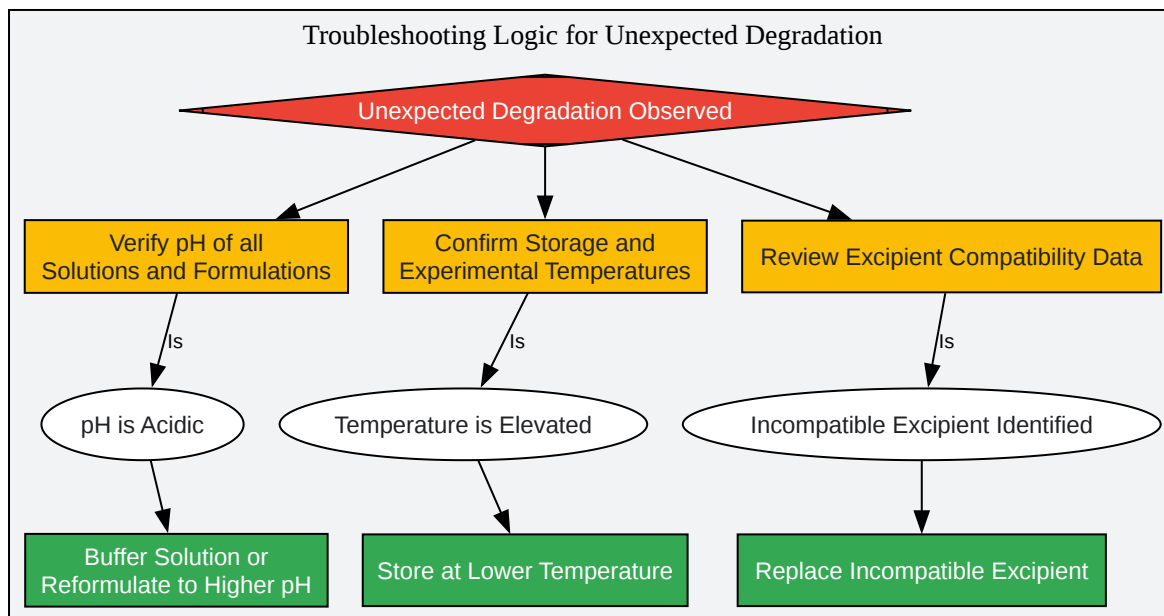 Troubleshooting Logic for Unexpected Degradation
Unexpected Degradation Observed
Verify pH of all
Solutions and Formulations
Confirm Storage and
Experimental Temperatures
Review Excipient Compatibility Data
Is
Is
Is
pH is Acidic
Temperature is Elevated
Incompatible Excipient Identified
Buffer Solution or
Reformulate to Higher pH
Store at Lower Temperature
Replace Incompatible Excipient